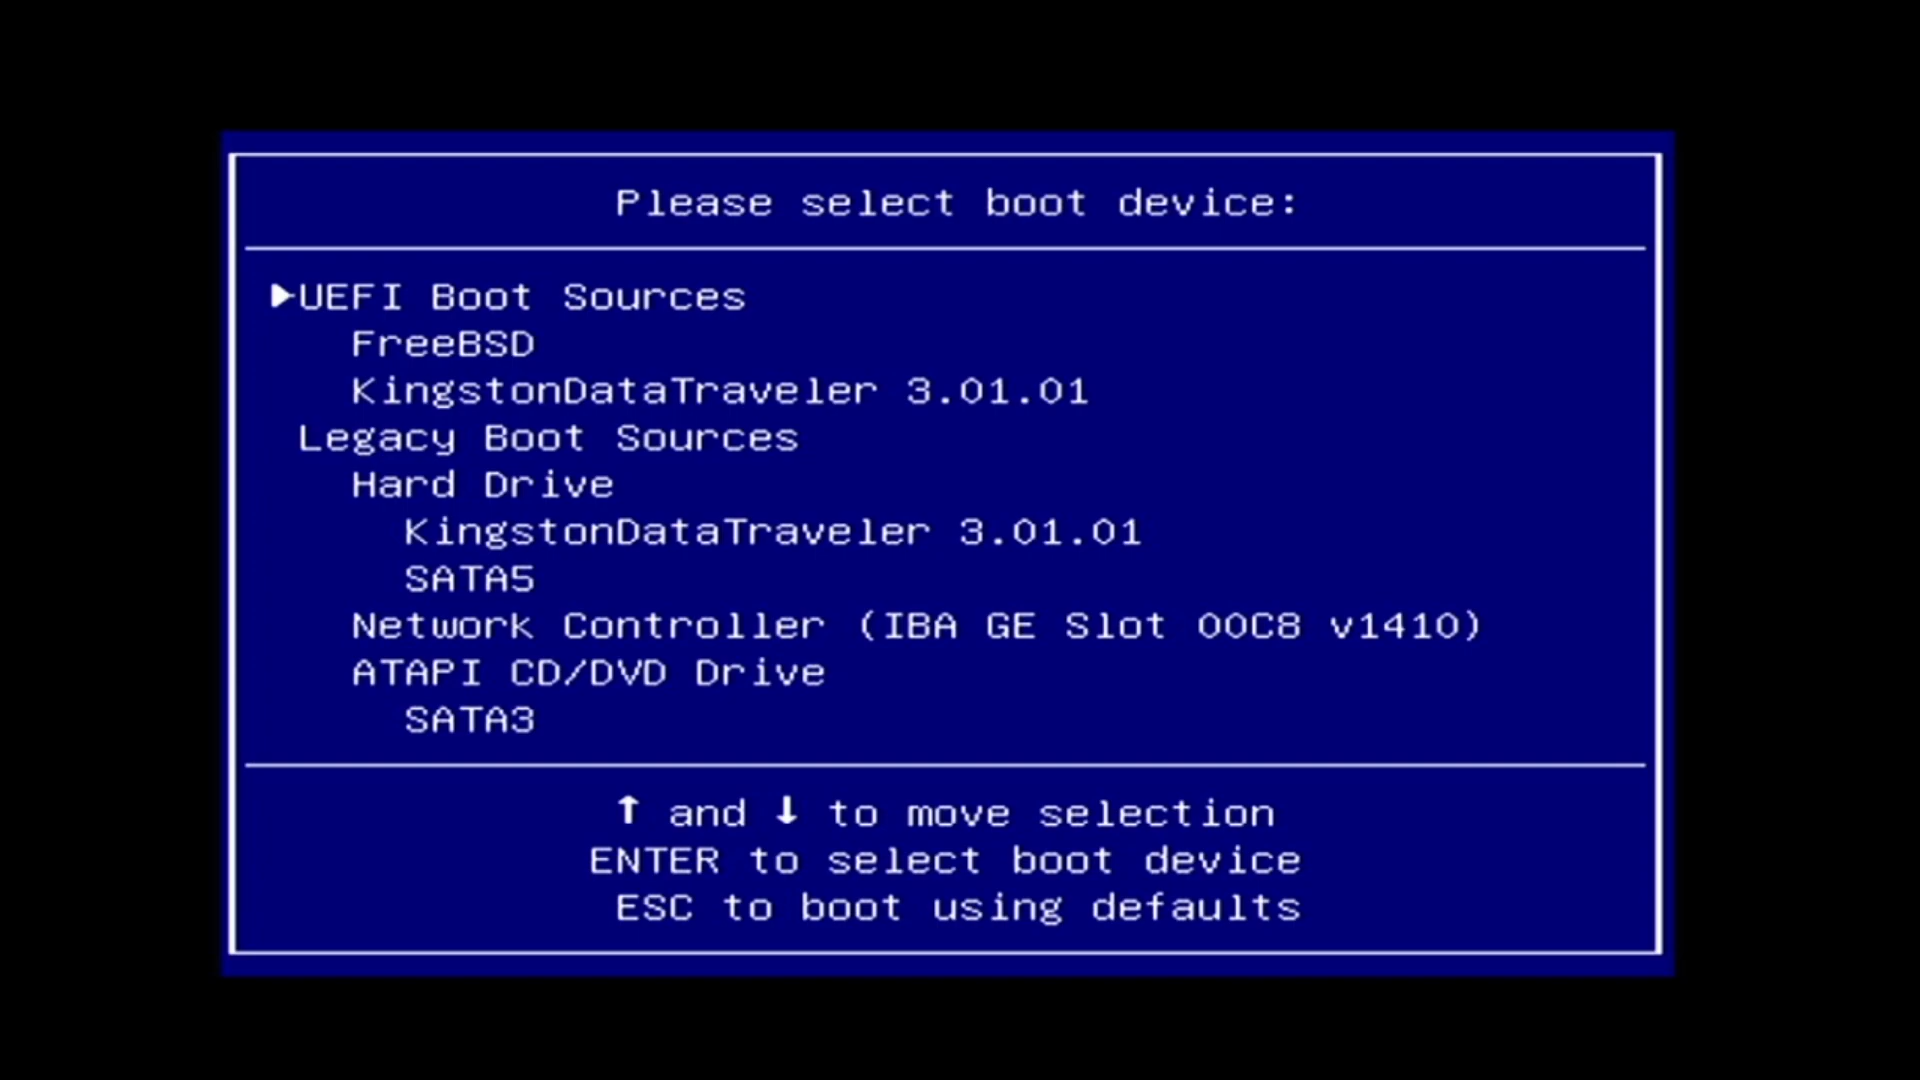 Please select boot device:
►UEFI Boot Sources
FreeBSD
KingstonDataTraveler 3.01.01
Legacy Boot Sources
Hard Drive
KingstonDataTraveler 3.01.01
SATA5
Network Controller (IBA GE Slot 00C8 v1410)
ATAPI CD/DVD Drive
SATA3
↑ and ↓ to move selection
ENTER to select boot device
ESC to boot using defaults